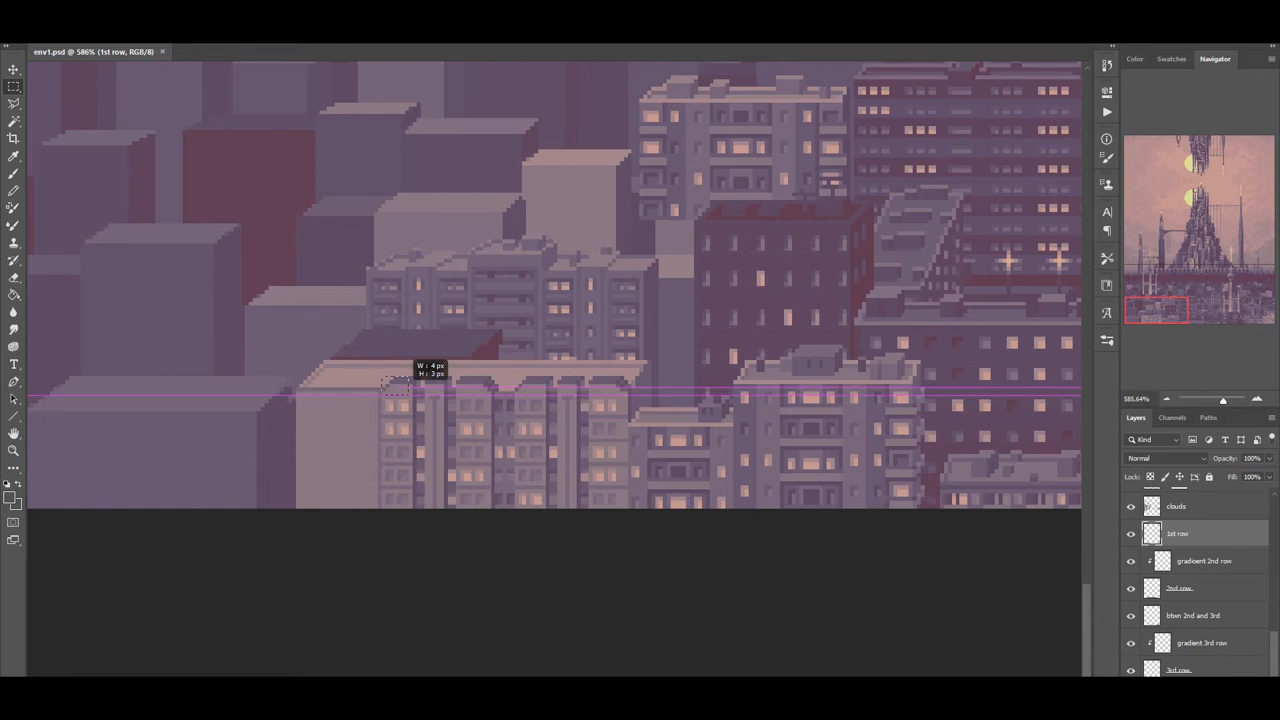 env1.psd @ 586% (1st row, RGB/8)
Color
Swatches
Navigator
W: 4 px
H: 3 px
585.64%
Layers
Channels
Paths
Kind
Normal
Opacity: 100%
Lock:
Fill: 100%
clouds
1st row
gradioent 2nd row
2nd row
btwn 2nd and 3rd
gradient 3rd row
3rd row